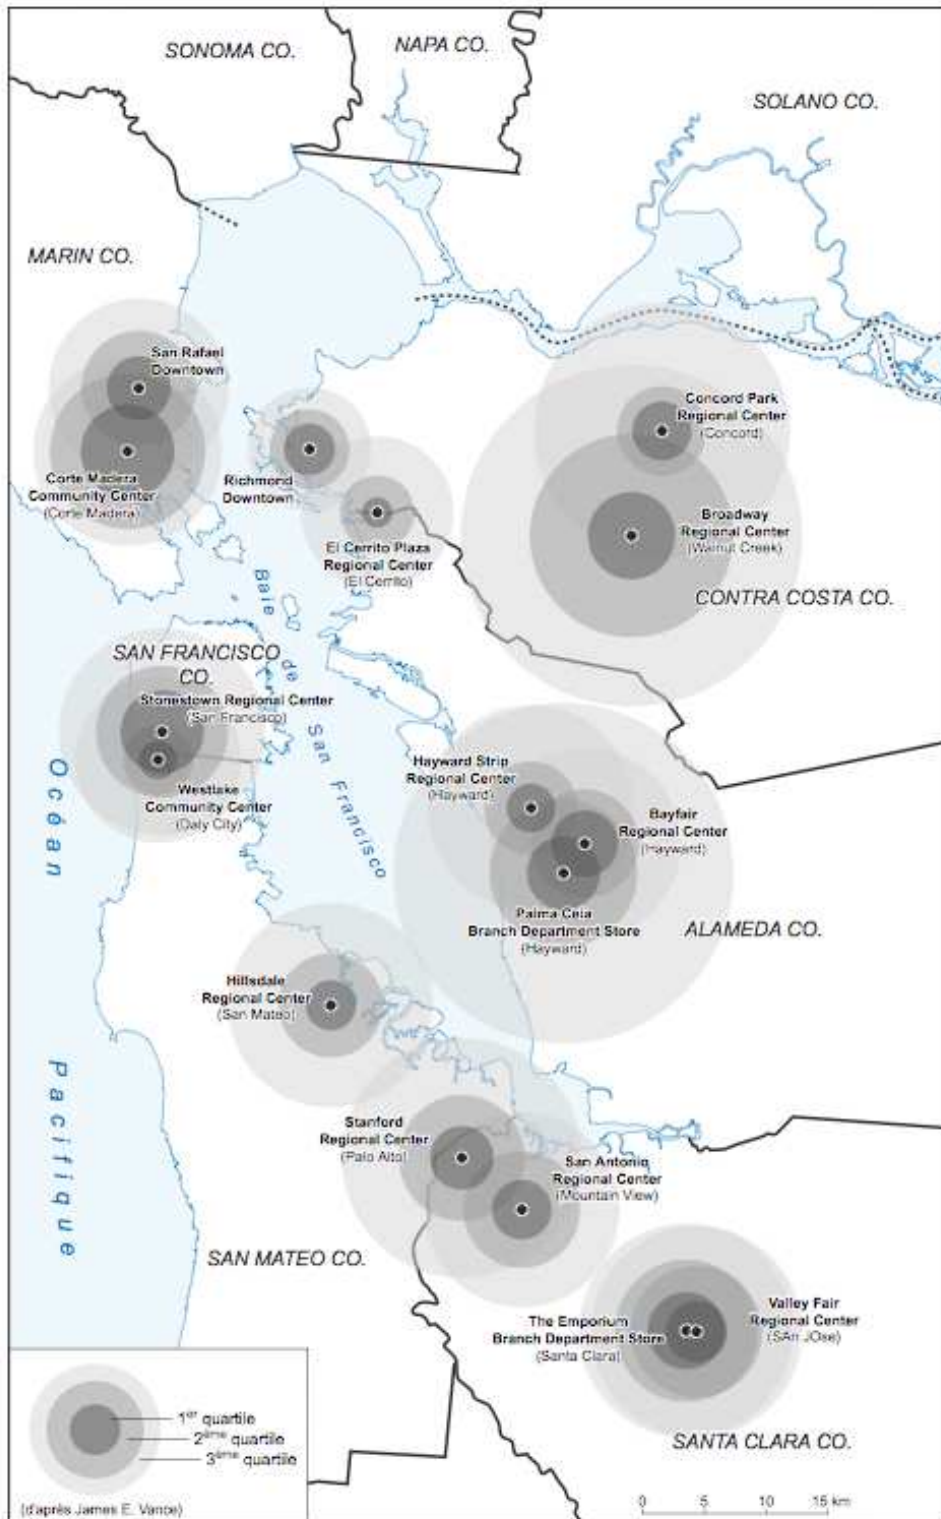 SONOMA CO.
NAPA CO.
SOLANO CO.
MARIN CO.
San Rafael
Downtown
Corte Madera
Community Center
(Corte Madera)
Richmond
Downtown
El Cerrito Plaza
Regional Center
(El Cerrito)
Concord Park
Regional Center
(Concord)
Broadway
Regional Center
(Walnut Creek)
CONTRA COSTA CO.
Baie de San Francisco
SAN FRANCISCO
CO.
Stonestown Regional Center
(San Francisco)
Westlake
Community Center
(Daly City)
Océan Pacifique
Hayward Strip
Regional Center
(Hayward)
Bayfair
Regional Center
(Hayward)
Palma Ceia
Branch Department Store
(Hayward)
ALAMEDA CO.
Hillsdale
Regional Center
(San Mateo)
Stanford
Regional Center
(Palo Alto)
San Antonio
Regional Center
(Mountain View)
SAN MATEO CO.
The Emporium
Branch Department Store
(Santa Clara)
Valley Fair
Regional Center
(SAn JOse)
SANTA CLARA CO.
1er quartile
2ème quartile
3ème quartile
(d'après James E. Vance)
0 5 10 15 km